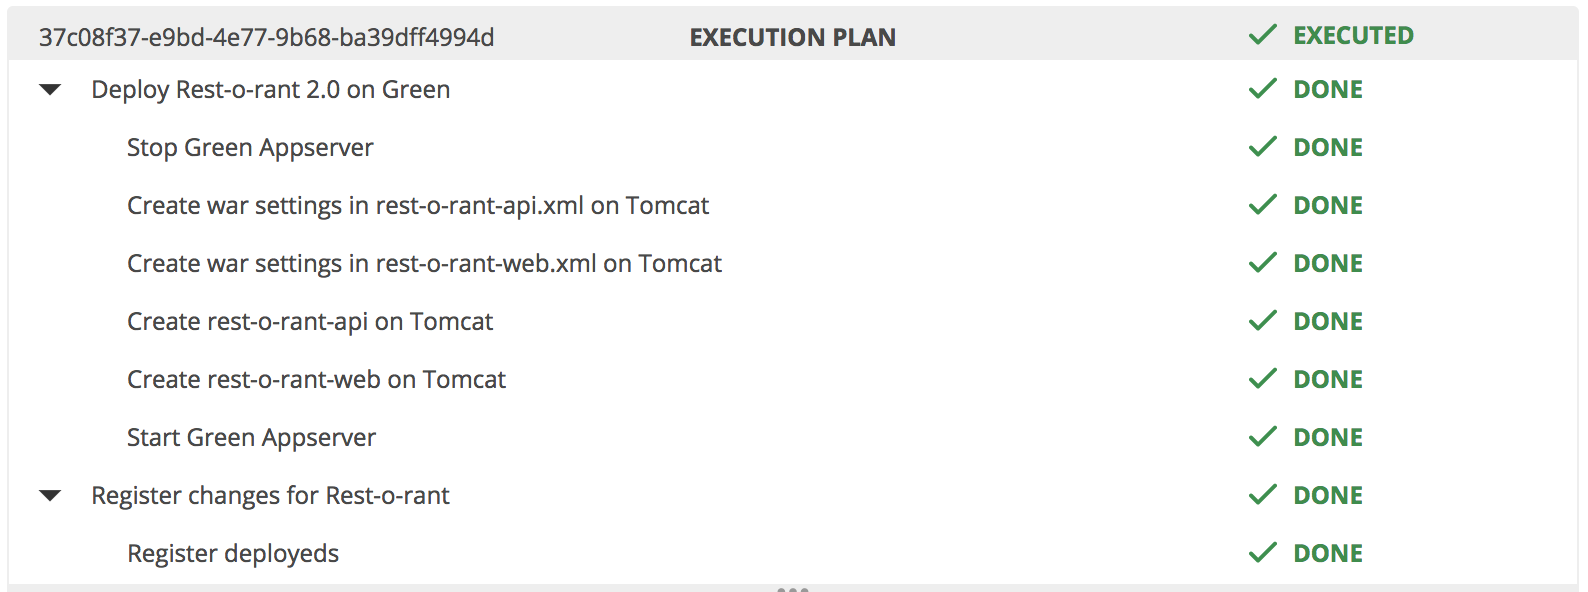 37c08f37-e9bd-4e77-9b68-ba39dff4994d EXECUTION PLAN EXECUTED
Deploy Rest-o-rant 2.0 on Green DONE
Stop Green Appserver DONE
Create war settings in rest-o-rant-api.xml on Tomcat DONE
Create war settings in rest-o-rant-web.xml on Tomcat DONE
Create rest-o-rant-api on Tomcat DONE
Create rest-o-rant-web on Tomcat DONE
Start Green Appserver DONE
Register changes for Rest-o-rant DONE
Register deployeds DONE